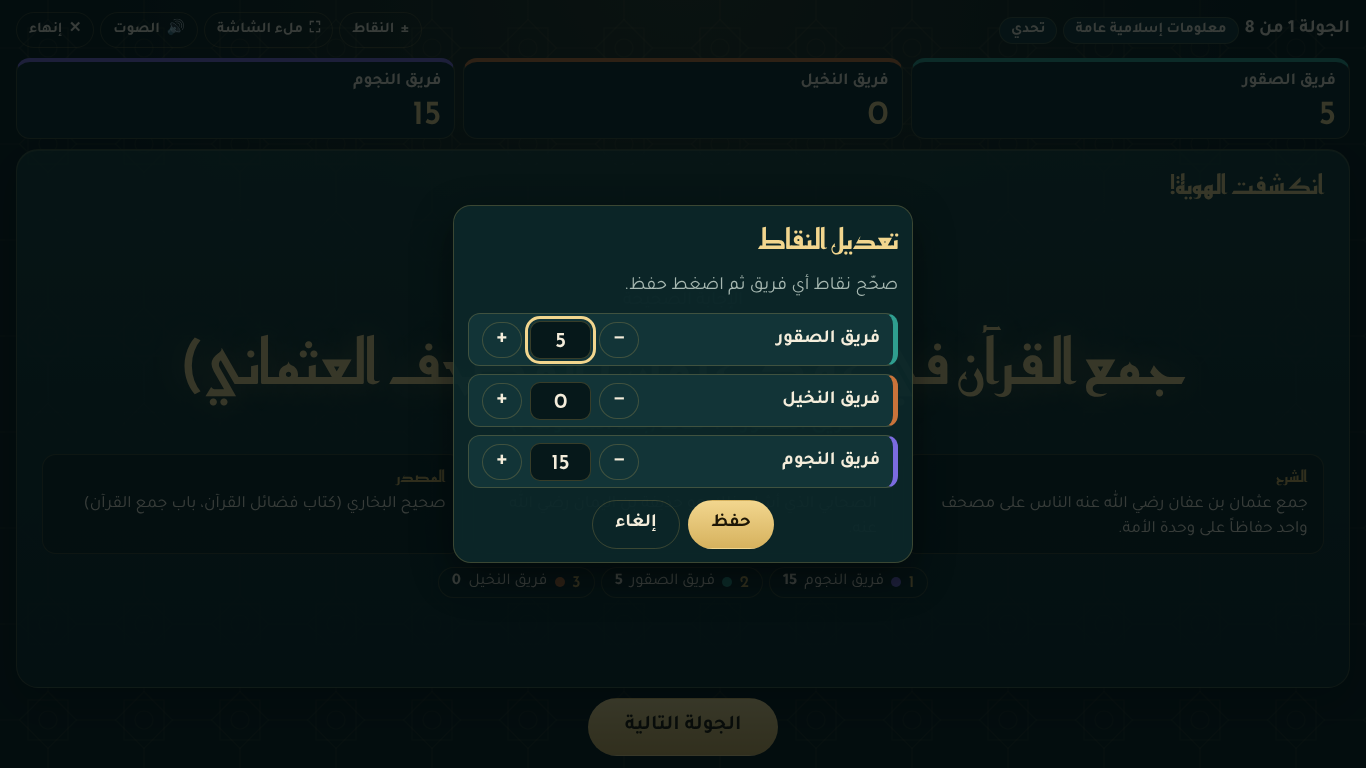 الجولة 1 من 8
معلومات إسلامية عامة
تحدي
± النقاط
ملء الشاشة
الصوت
✕ إنهاء
فريق الصقور
5
فريق النخيل
0
فريق النجوم
15
انكشفت الهوية!
تعديل النقاط
صحّح نقاط أي فريق ثم اضغط حفظ.
فريق الصقور
− 5 +
فريق النخيل
− 0 +
فريق النجوم
− 15 +
حفظ
إلغاء
جمع القرآن
العثماني)
الشرح
جمع عثمان بن عفان رضي الله عنه الناس على مصحف
واحد حفاظاً على وحدة الأمة.
المصدر
صحيح البخاري (كتاب فضائل القرآن، باب جمع القرآن)
1 فريق النجوم 15
2 فريق الصقور 5
3 فريق النخيل 0
الجولة التالية